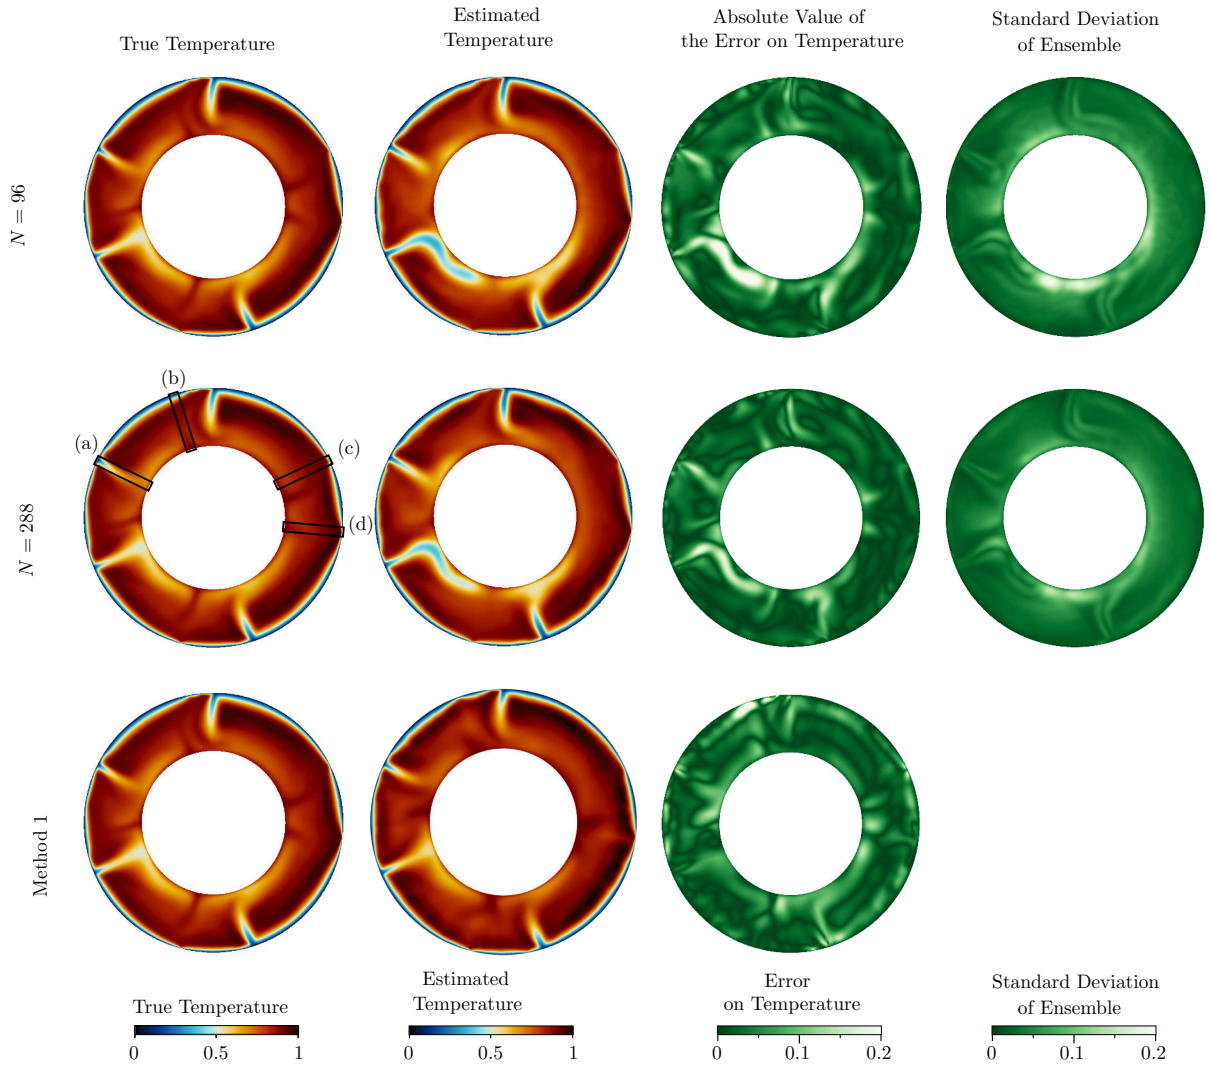 True Temperature
Estimated
Temperature
Absolute Value of
the Error on Temperature
Standard Deviation
of Ensemble
N = 96
N = 288
(a)
(b)
(c)
(d)
Method 1
True Temperature
0 0.5 1
Estimated
Temperature
0 0.5 1
Error
on Temperature
0 0.1 0.2
Standard Deviation
of Ensemble
0 0.1 0.2